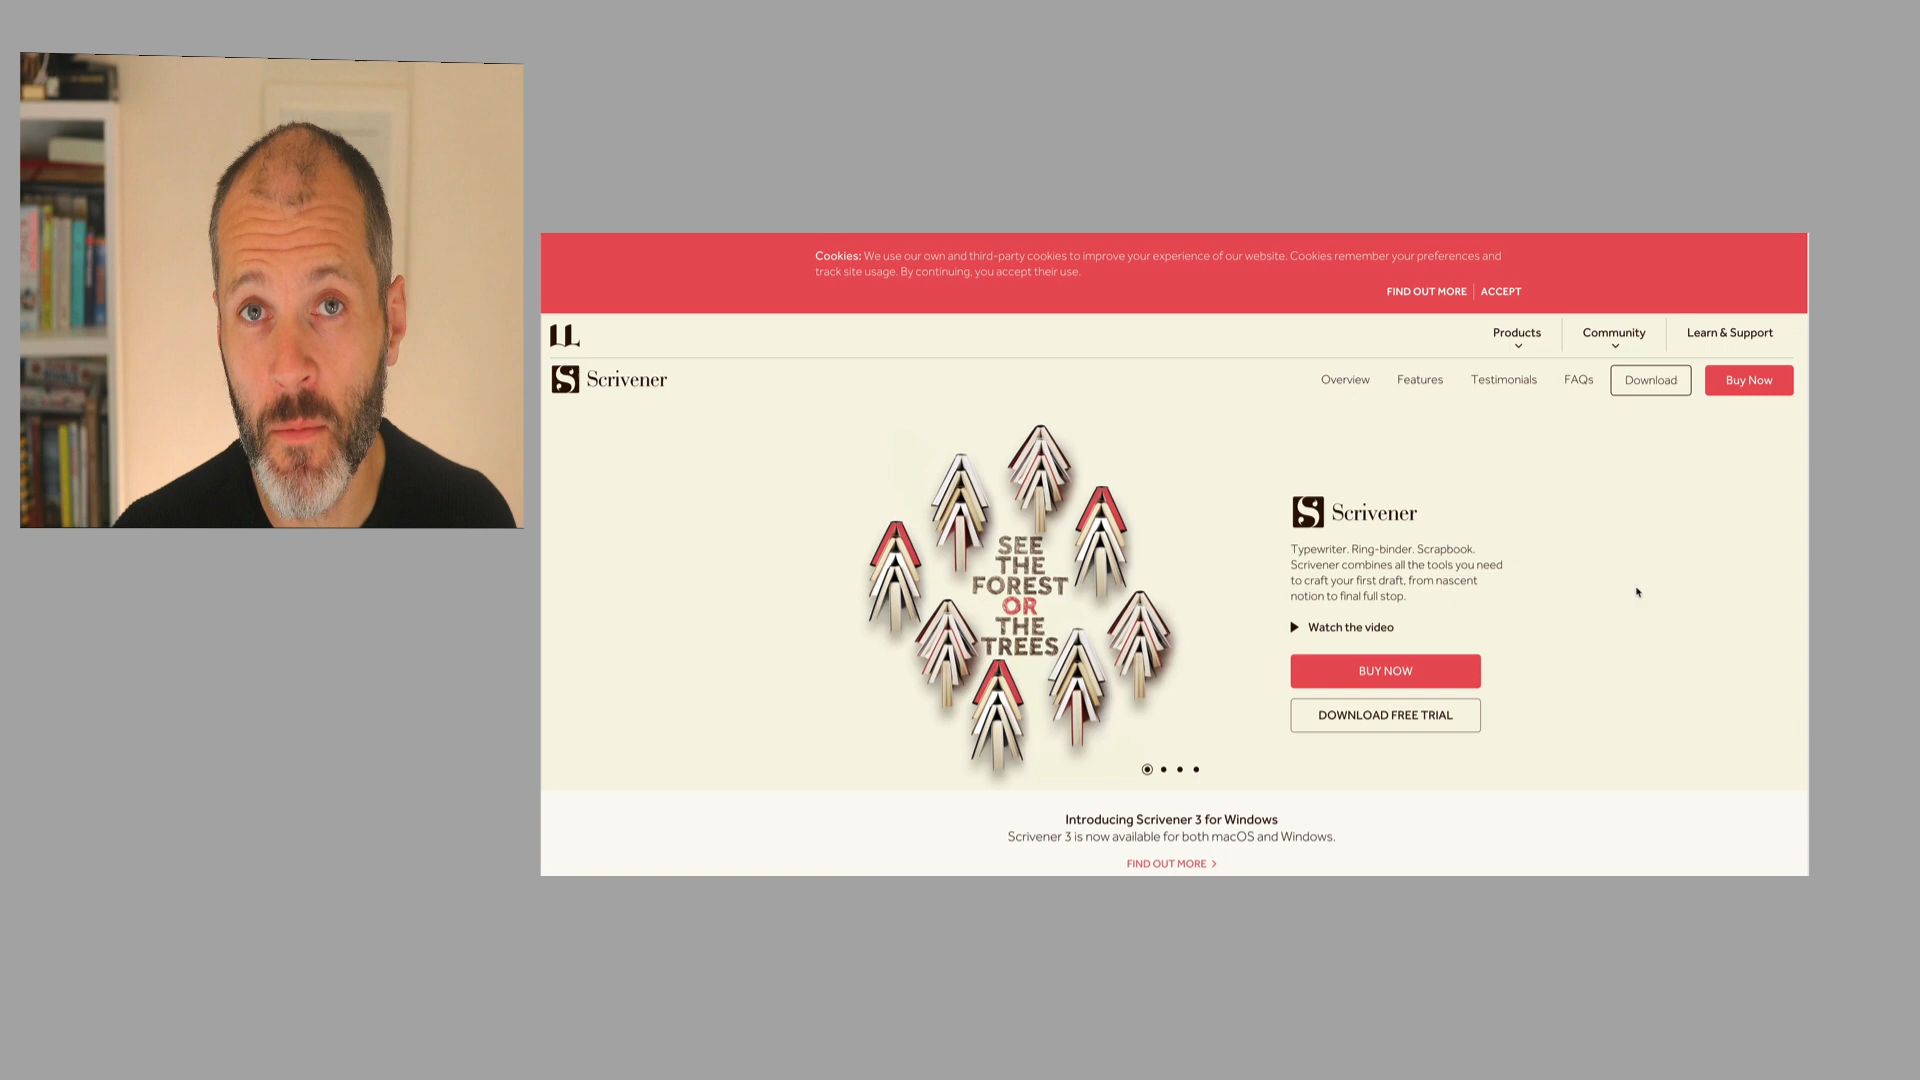 Cookies: We use our own and third-party cookies to improve your experience of our website. Cookies remember your preferences and
track site usage. By continuing, you accept their use.
FIND OUT MORE ACCEPT
LL
Products Community Learn & Support
S Scrivener
Overview Features Testimonials FAQs Download Buy Now
SEE
THE
FOREST
OR
THE
TREES
S Scrivener
Typewriter. Ring-binder. Scrapbook.
Scrivener combines all the tools you need
to craft your first draft, from nascent
notion to final full stop.
Watch the video
BUY NOW
DOWNLOAD FREE TRIAL
Introducing Scrivener 3 for Windows
Scrivener 3 is now available for both macOS and Windows.
FIND OUT MORE >